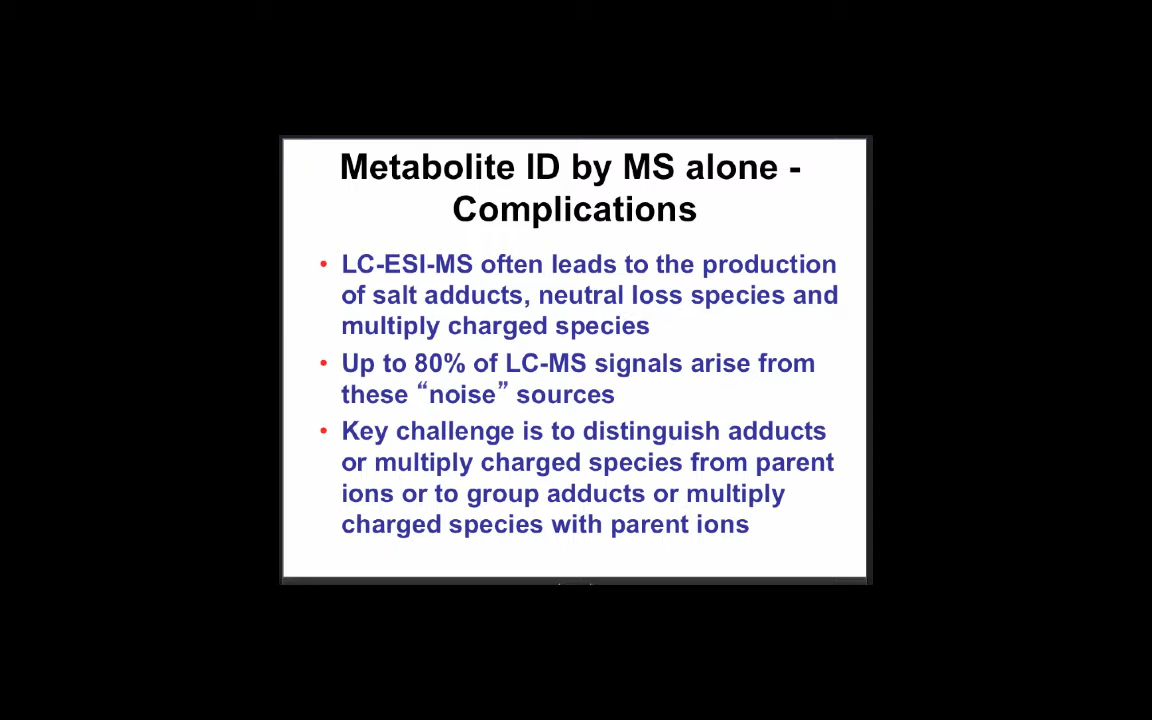 Metabolite ID by MS alone -
Complications
• LC-ESI-MS often leads to the production
of salt adducts, neutral loss species and
multiply charged species
• Up to 80% of LC-MS signals arise from
these “noise” sources
• Key challenge is to distinguish adducts
or multiply charged species from parent
ions or to group adducts or multiply
charged species with parent ions